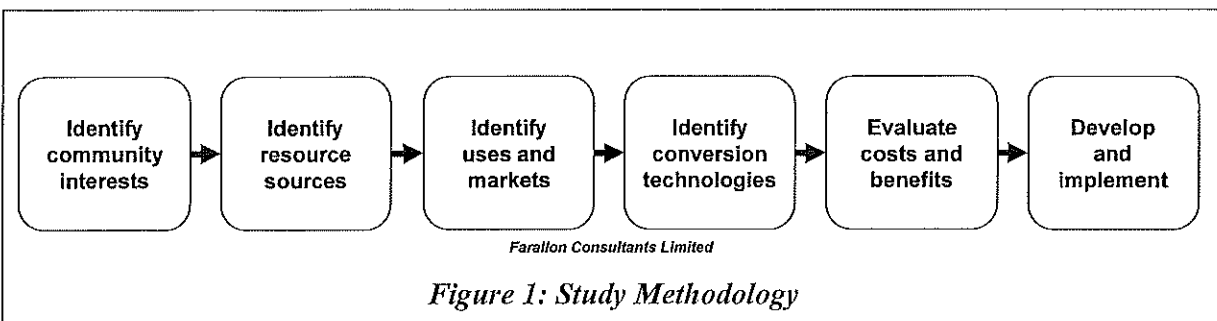 Identify
community
interests
Identify
resource
sources
Identify
uses and
markets
Identify
conversion
technologies
Evaluate
costs and
benefits
Develop
and
implement
Farallon Consultants Limited
Figure 1: Study Methodology